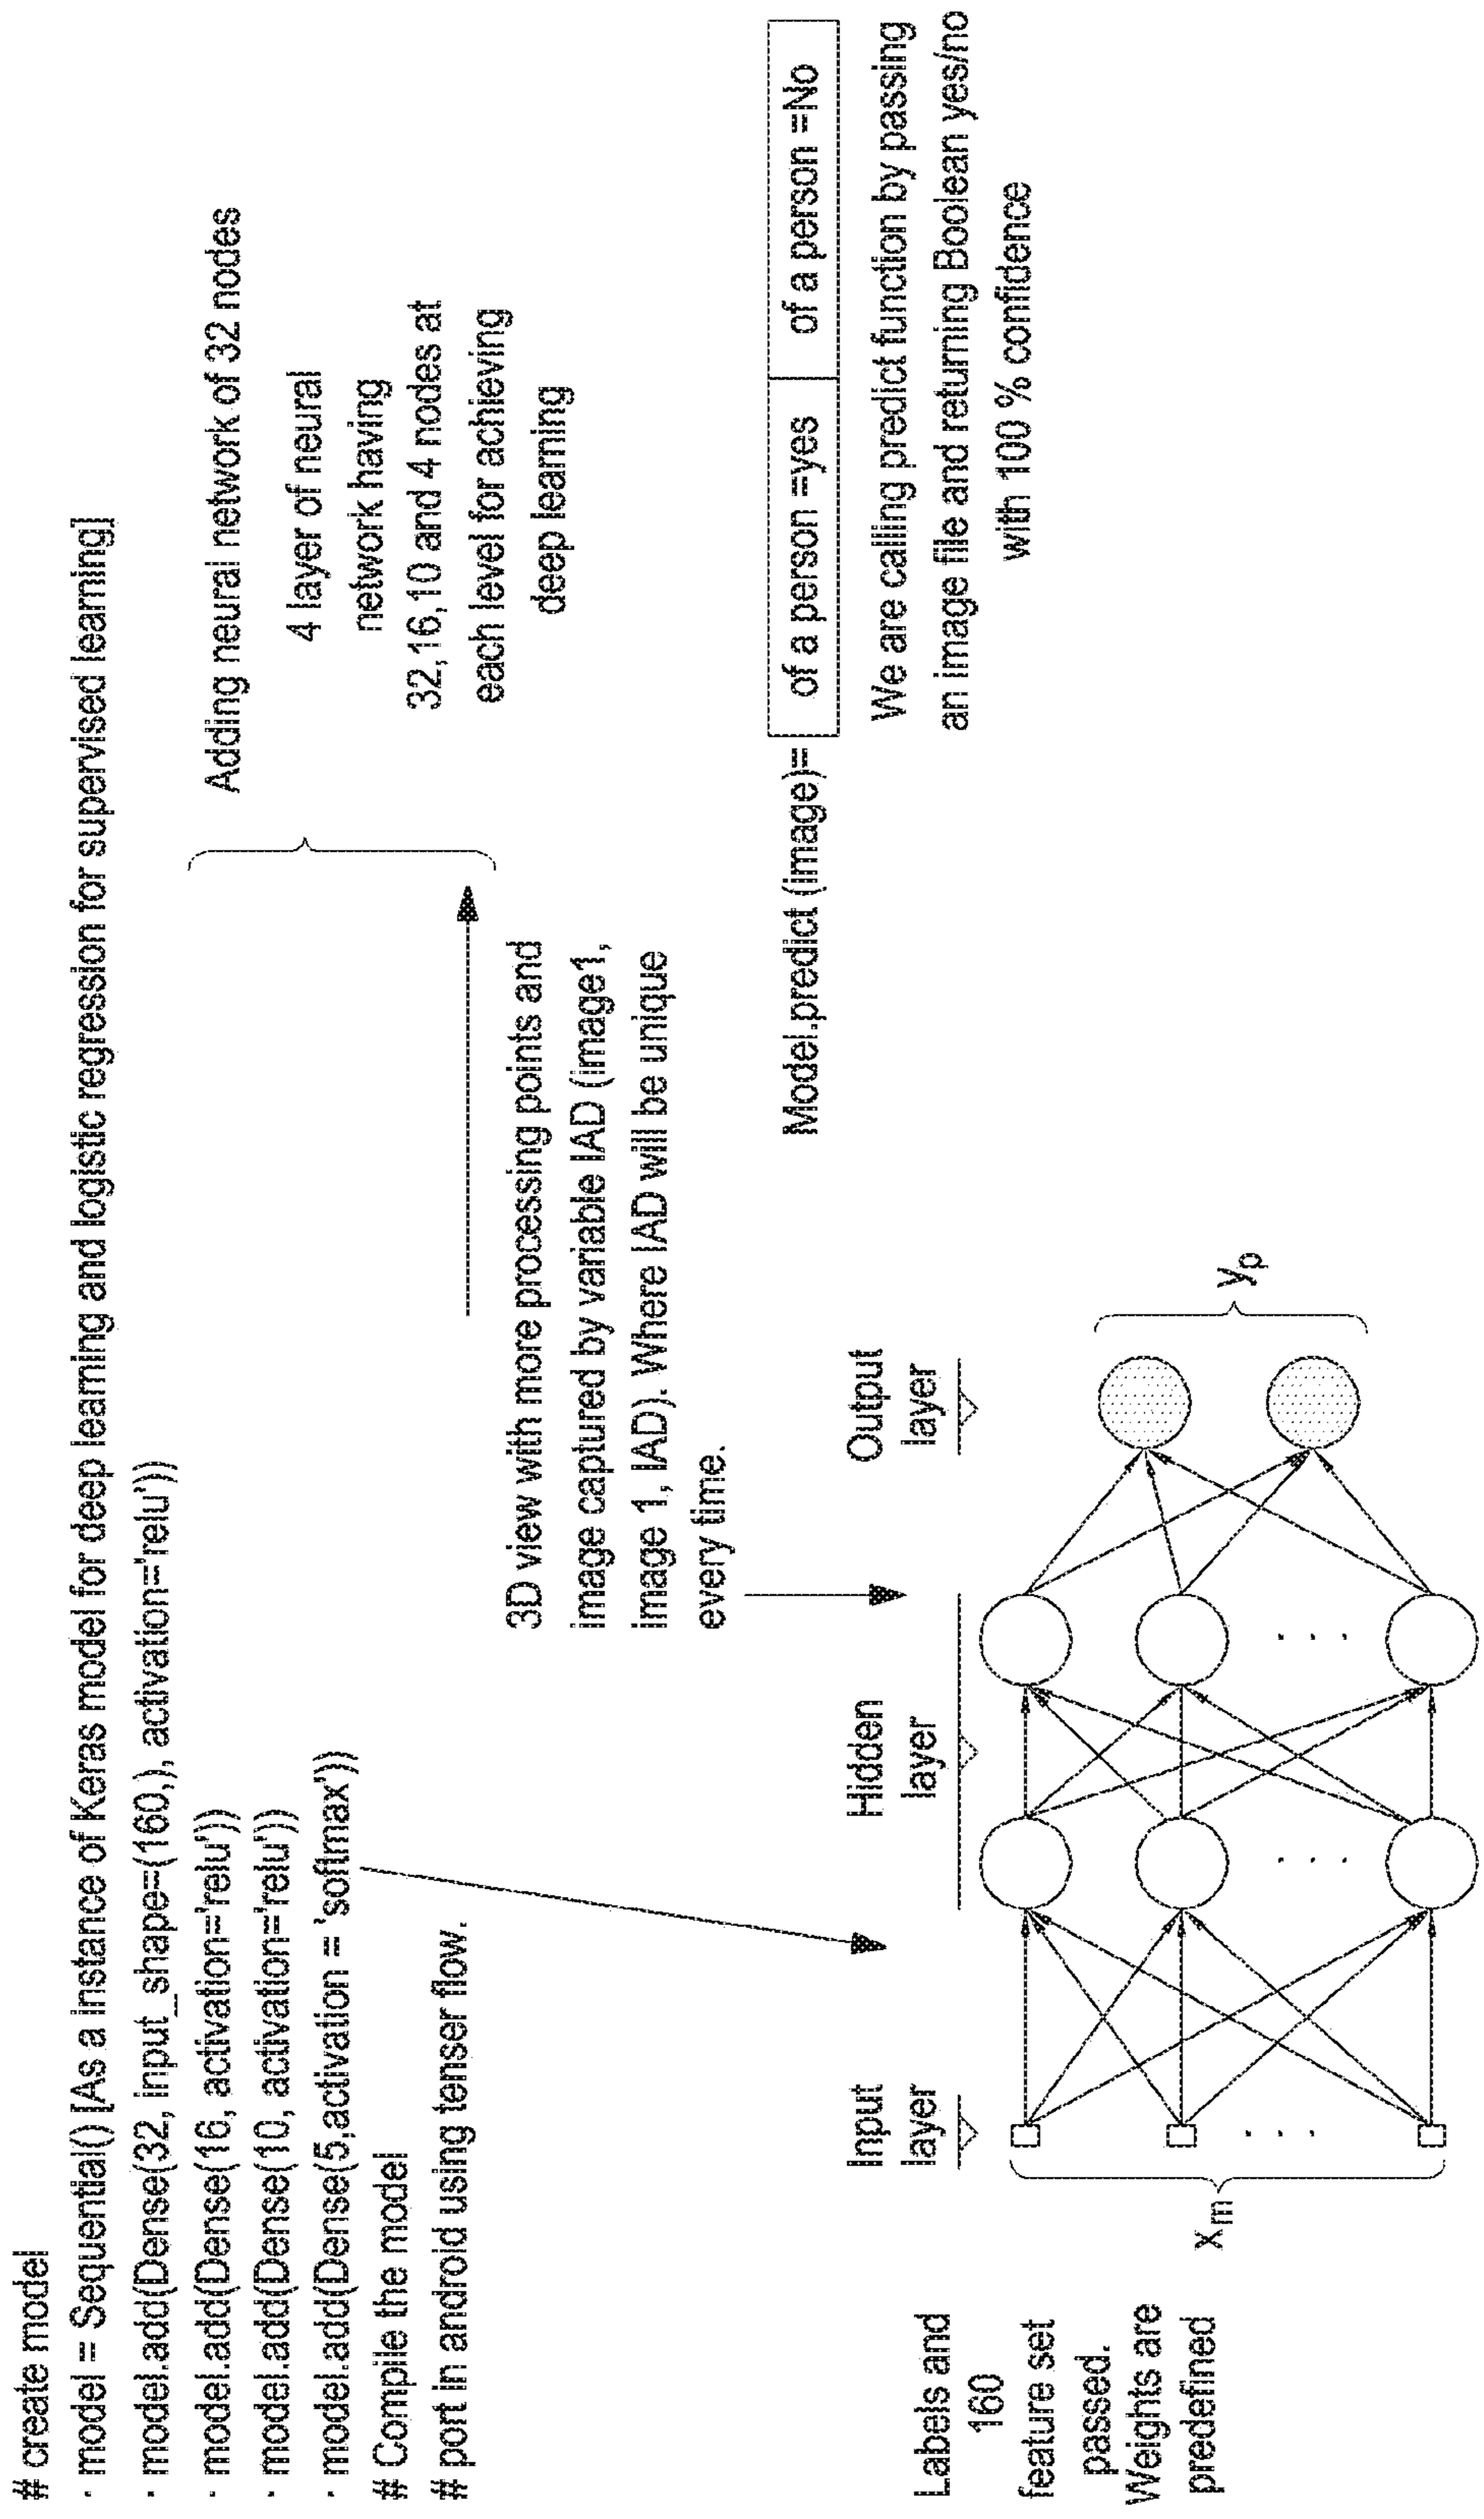 # create model
· model = Sequential() [As a instance of Keras model for deep learning and logistic regression for supervised learning]
· model.add(Dense(32, input_shape=(160,), activation='relu'))
· model.add(Dense(16, activation='relu'))
· model.add(Dense(10, activation='relu'))
· model.add(Dense(5,activation = 'softmax'))
# Compile the model
# port in android using tenser flow.
Adding neural network of 32 nodes
4 layer of neural
network having
32,16,10 and 4 nodes at
each level for achieving
deep learning
3D view with more processing points and
image captured by variable IAD (image1,
image 1, IAD). Where IAD will be unique
every time.
Model.predict (image)= of a person =yes of a person =No
We are calling predict function by passing
an image file and returning Boolean yes/no
with 100 % confidence
Labels and
160
feature set
passed.
Weights are
predefined
Input
layer
Hidden
layer
Output
layer
xm
yp